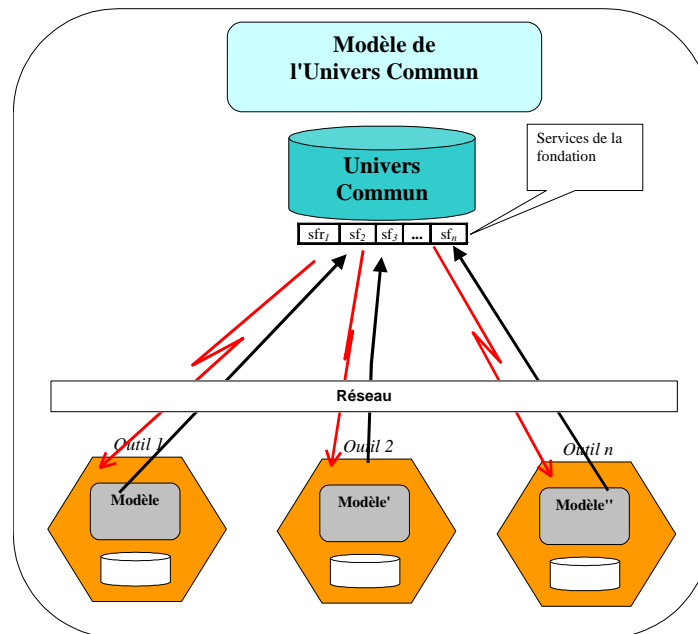 Modèle de
l'Univers Commun
Services de la
fondation
Univers
Commun
sfr1 sf2 sf3 ... sfn
Réseau
Outil 1 Outil 2 Outil n
Modèle Modèle' Modèle''